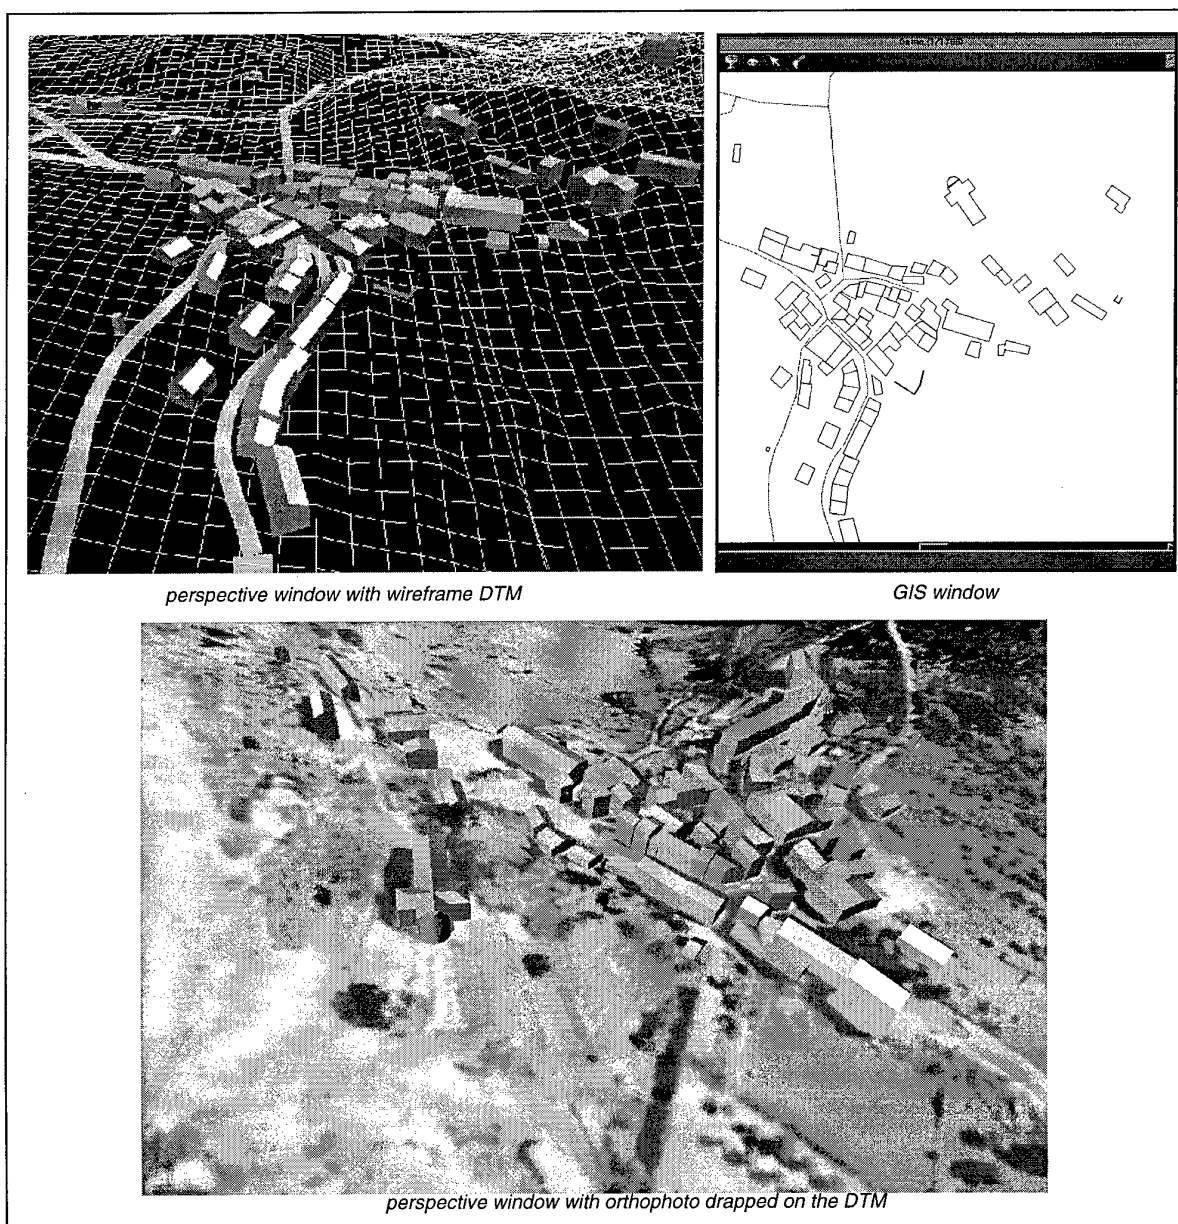 perspective window with wireframe DTM
GIS window
perspective window with orthophoto drapped on the DTM